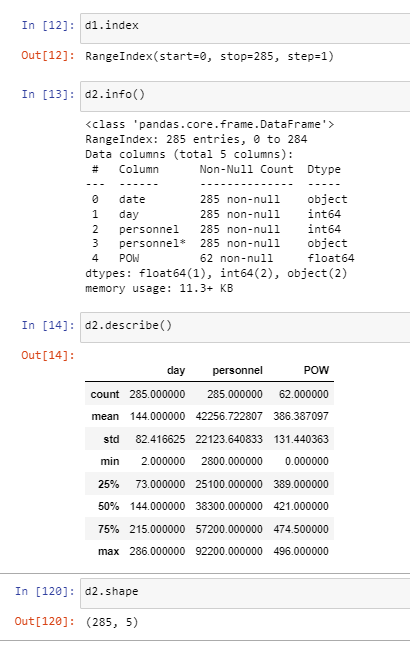 In [12]: d1.index
Out[12]: RangeIndex(start=0, stop=285, step=1)
In [13]: d2.info()
<class 'pandas.core.frame.DataFrame'>
RangeIndex: 285 entries, 0 to 284
Data columns (total 5 columns):
#   Column      Non-Null Count  Dtype
---  ------      --------------  -----
0   date        285 non-null    object
1   day         285 non-null    int64
2   personnel   285 non-null    int64
3   personnel*  285 non-null    object
4   POW         62 non-null     float64
dtypes: float64(1), int64(2), object(2)
memory usage: 11.3+ KB
In [14]: d2.describe()
Out[14]:
day personnel POW
count 285.000000 285.000000 62.000000
mean 144.000000 42256.722807 386.387097
std 82.416625 22123.640833 131.440363
min 2.000000 2800.000000 0.000000
25% 73.000000 25100.000000 389.000000
50% 144.000000 38300.000000 421.000000
75% 215.000000 57200.000000 474.500000
max 286.000000 92200.000000 496.000000
In [120]: d2.shape
Out[120]: (285, 5)